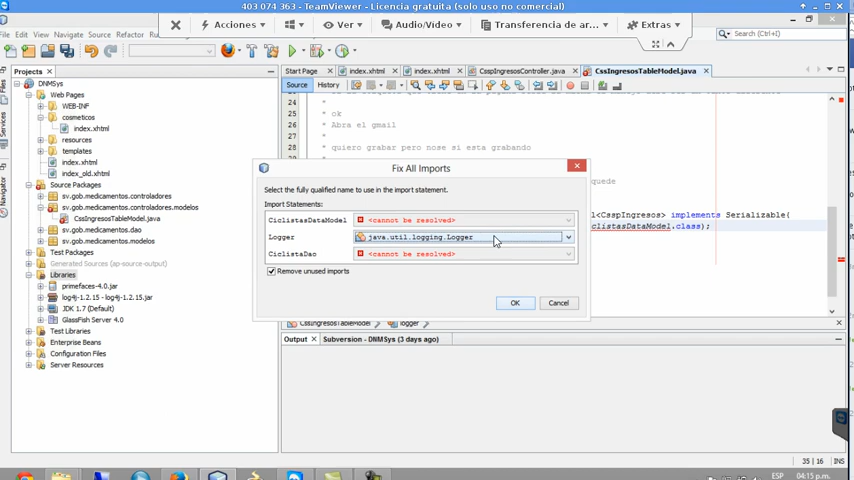 403 074 363 - TeamViewer - Licencia gratuita (solo uso no comercial)
Acciones
Ver
Audio/Video
Transferencia de ar...
Extras
File Edit View Navigate Source Refactor
Search (Ctrl+I)
Projects
Start Page
index.xhtml
index.xhtml
CsspIngresosController.java
CssIngresosTableModel.java
Source
History
Files
Services
Navigator
DNMSys
Web Pages
WEB-INF
cosmeticos
index.xhtml
resources
templates
index.xhtml
index_old.xhtml
Source Packages
sv.gob.medicamentos.controladores
sv.gob.medicamentos.controladores.modelos
CssIngresosTableModel.java
sv.gob.medicamentos.dao
sv.gob.medicamentos.modelos
Test Packages
Generated Sources (ap-source-output)
Libraries
primefaces-4.0.jar
log4j-1.2.15 - log4j-1.2.15.jar
JDK 1.7 (Default)
GlassFish Server 4.0
Test Libraries
Enterprise Beans
Configuration Files
Server Resources
24 *
25 * ok
26 * Abra el gmail
27 *
28 * quiero grabar pero nose si esta grabando
quede
l<CsspIngresos> implements Serializable{
clistasDataModel.class);
Fix All Imports
Select the fully qualified name to use in the import statement.
Import Statements:
CiclistasDataModel <cannot be resolved>
Logger java.util.logging.Logger
CiclistaDao <cannot be resolved>
Remove unused imports
OK
Cancel
CssIngresosTableModel
logger
Output
Subversion - DNMSys (3 days ago)
35 | 16 INS
ESP 04:15 p.m.